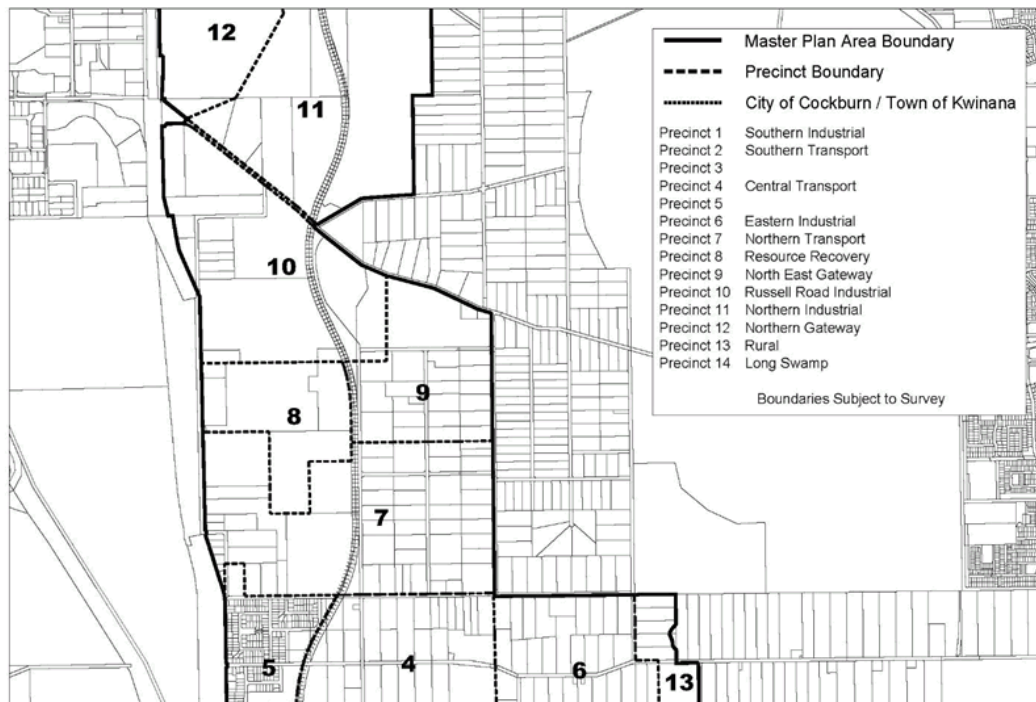 12
11
10
9
8
7
5
4
6
13
Master Plan Area Boundary
Precinct Boundary
City of Cockburn / Town of Kwinana
Precinct 1 Southern Industrial
Precinct 2 Southern Transport
Precinct 3
Precinct 4 Central Transport
Precinct 5
Precinct 6 Eastern Industrial
Precinct 7 Northern Transport
Precinct 8 Resource Recovery
Precinct 9 North East Gateway
Precinct 10 Russell Road Industrial
Precinct 11 Northern Industrial
Precinct 12 Northern Gateway
Precinct 13 Rural
Precinct 14 Long Swamp
Boundaries Subject to Survey